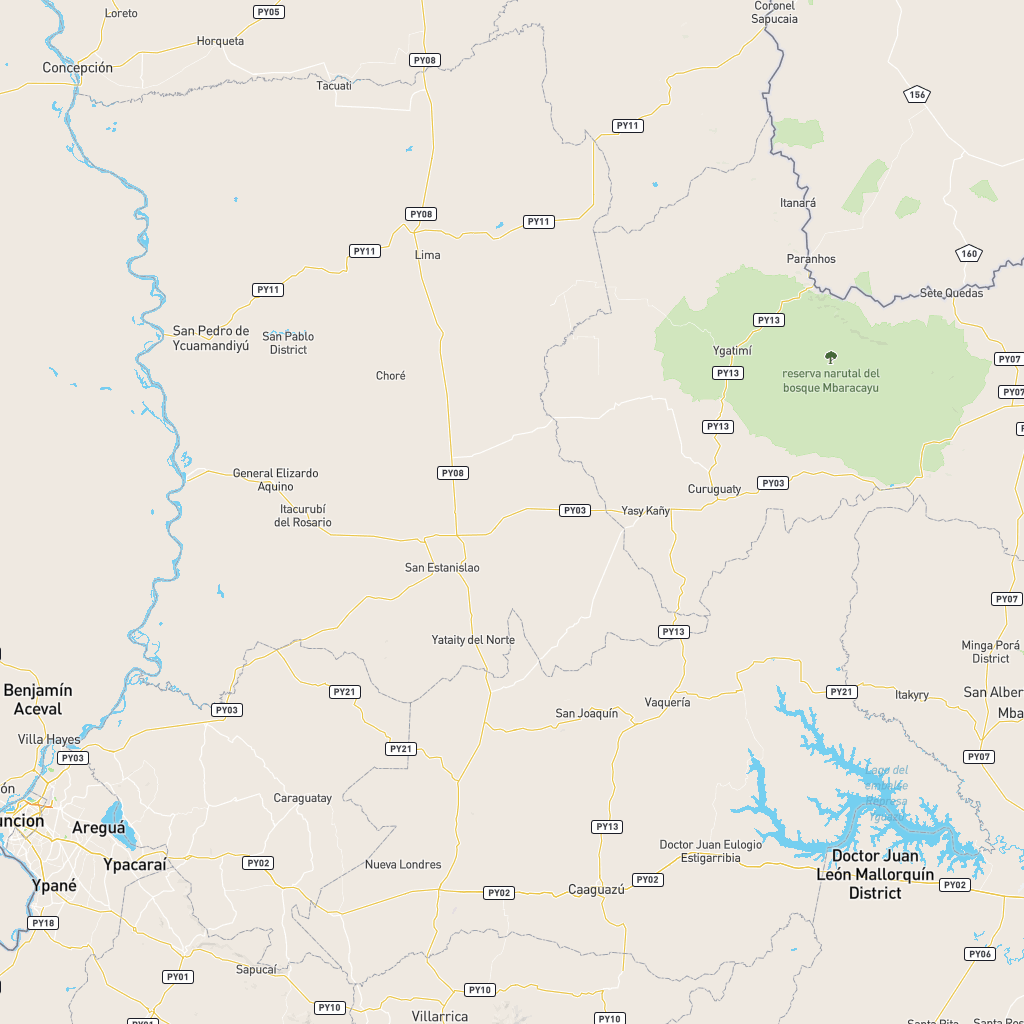 Coronel
Sapucaia
Loreto
PY05
Horqueta
PY08
Concepción
Tacuati
156
PY11
Itanará
PY08
PY11
PY11
Lima
160
Paranhos
PY11
Sete Quedas
PY13
San Pedro de
Ycuamandiyú
San Pablo
District
Ygatimí
PY07
PY13
reserva narutal del
bosque Mbaracayu
Choré
PY07
PY13
General Elizardo
Aquino
PY08
PY03
Curuguaty
Itacurubí
del Rosario
PY03
Yasy Kañy
San Estanislao
PY07
PY13
Yataity del Norte
Minga Porá
District
Benjamín
Aceval
PY21
PY21
Itakyry
San Alber
Mba
Vaquería
PY03
San Joaquín
Villa Hayes
PY21
PY03
PY07
Lago del
embalse
Represa
Yguazú
ón
Caraguatay
uncion
Areguá
PY13
Ypacaraí
PY02
Nueva Londres
Doctor Juan Eulogio
Estigarribia
Doctor Juan
León Mallorquín
District
Ypané
PY02
Caaguazú
PY02
PY02
PY18
PY06
Sapucaí
PY01
PY10
PY10
Villarrica
PY10
PY01
Santa Rita
Santa Ros